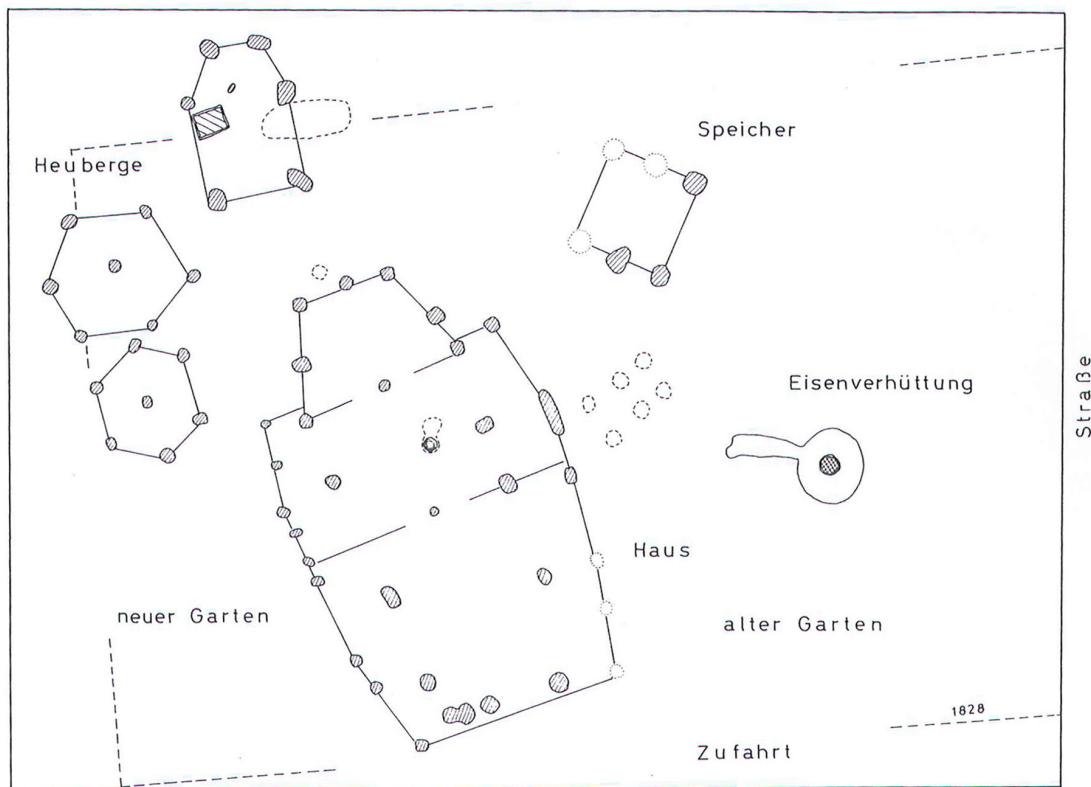 Speicher
Heuberge
Eisenverhüttung
Straße
Haus
neuer Garten
alter Garten
1828
Zufahrt